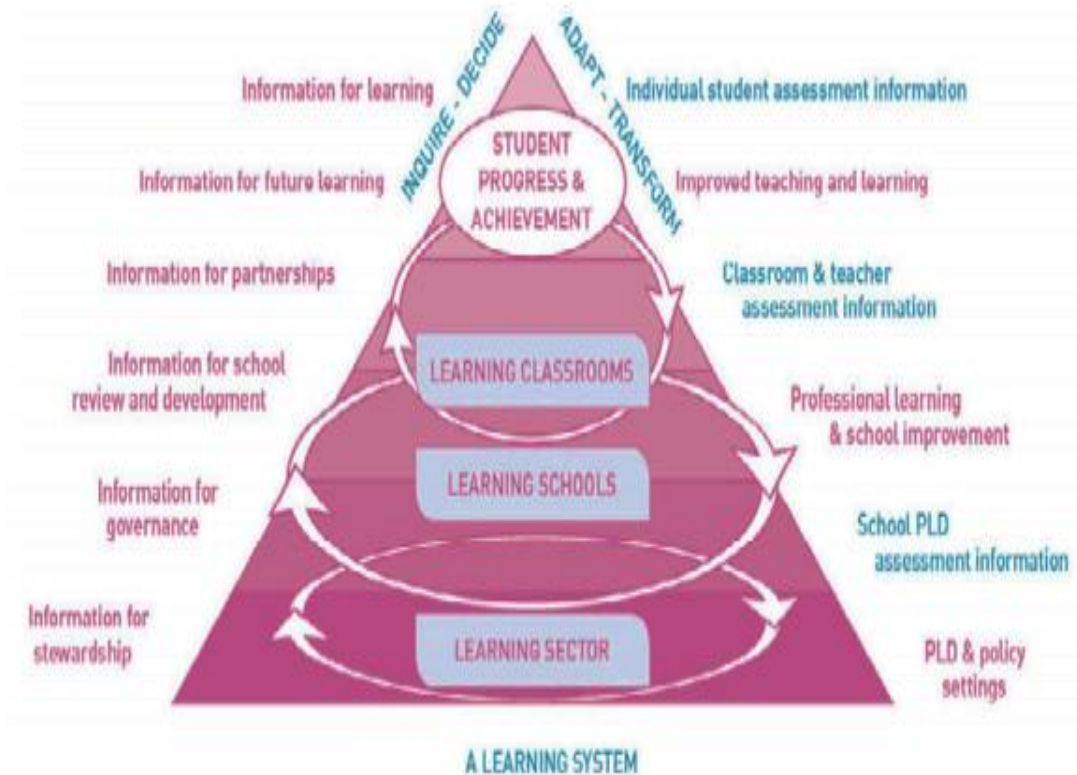 INQUIRE - DECIDE
ADAPT - TRANSFORM
Information for learning
Individual student assessment information
STUDENT
PROGRESS &
ACHIEVEMENT
Information for future learning
Improved teaching and learning
Information for partnerships
Classroom & teacher
assessment information
LEARNING CLASSROOMS
Information for school
review and development
Professional learning
& school improvement
LEARNING SCHOOLS
Information for
governance
School PLD
assessment information
Information for
stewardship
LEARNING SECTOR
PLD & policy
settings
A LEARNING SYSTEM